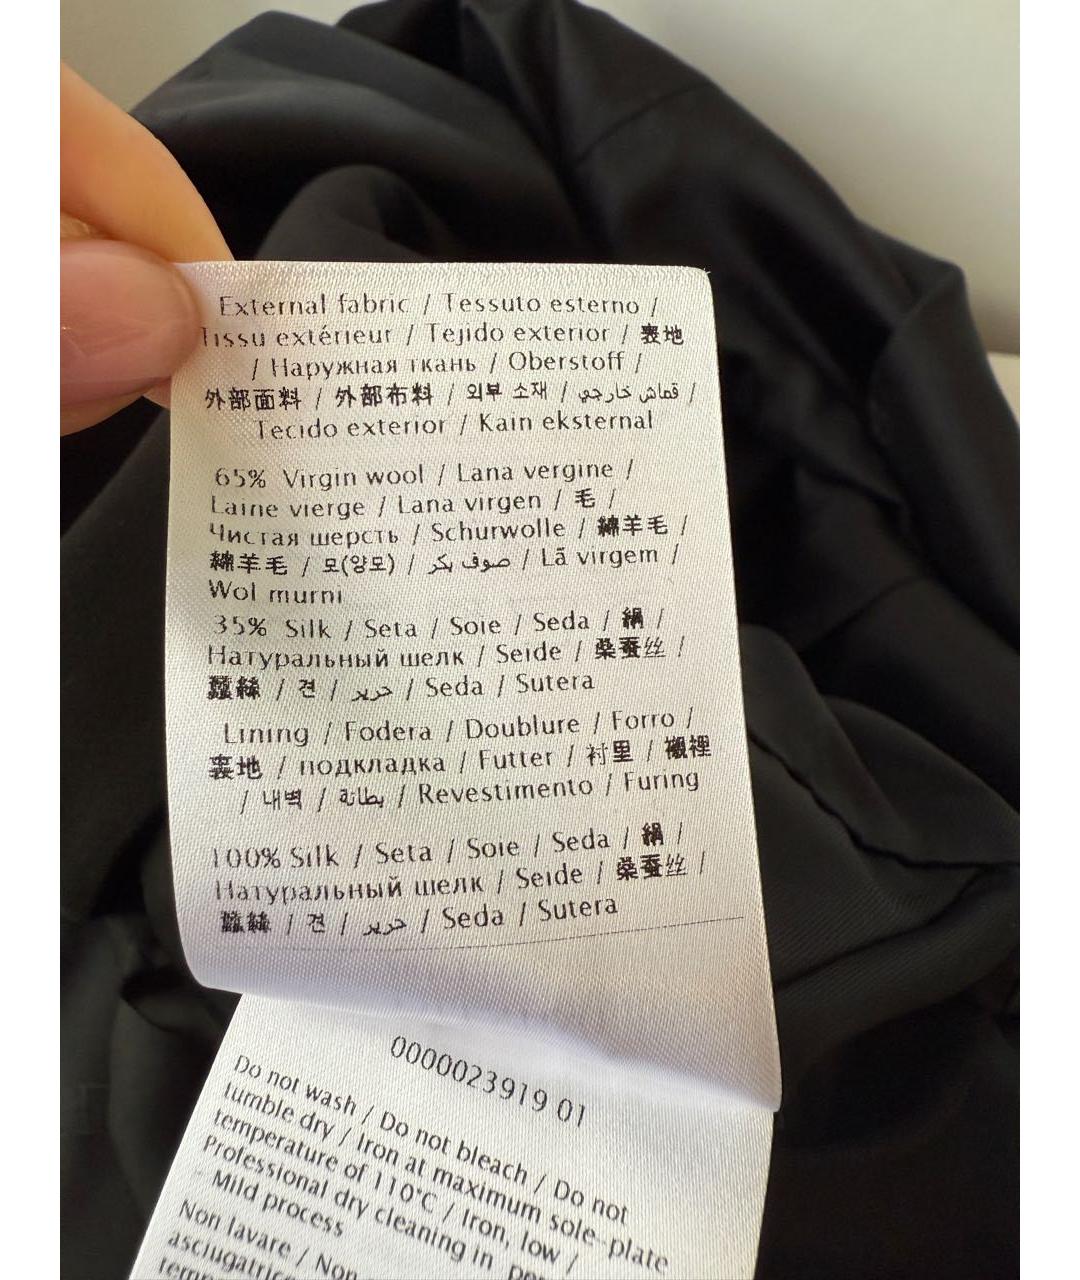 External fabric / Tessuto esterno /
Tissu extérieur / Tejido exterior / 表地
/ Наружная ткань / Oberstoff /
外部面料 / 外部布料 / 외부 소재 / قماش خارجي /
Tecido exterior / Kain eksternal
65% Virgin wool / Lana vergine /
Laine vierge / Lana virgen / 毛 /
Чистая шерсть / Schurwolle / 綿羊毛 /
綿羊毛 / 모(양모) / صوف بكر / Lã virgem /
Wol murni
35% Silk / Seta / Soie / Seda / 絹 /
Натуральный шелк / Seide / 桑蚕丝 /
蠶絲 / 견 / حرير / Seda / Sutera
Lining / Fodera / Doublure / Forro /
裏地 / подкладка / Futter / 衬里 / 襯裡
/ 내벽 / بطانة / Revestimento / Furing
100% Silk / Seta / Soie / Seda / 絹 /
Натуральный шелк / Seide / 桑蚕丝 /
蠶絲 / 견 / حرير / Seda / Sutera
0000023919 01
Do not wash / Do not bleach / Do not
tumble dry / Iron at maximum sole-plate
temperature of 110°C / Iron, low /
Professional dry cleaning in
Mild process
Non lavare / Non